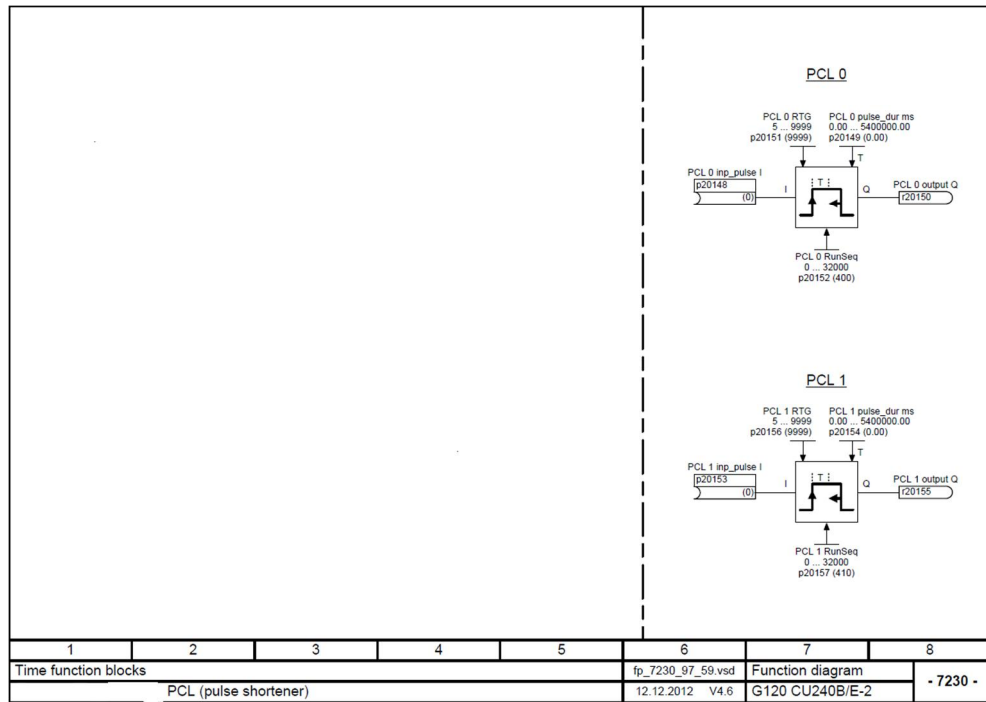 PCL 0
PCL 0 RTG
5 ... 9999
p20151 (9999)
PCL 0 pulse_dur ms
0.00 ... 5400000.00
p20149 (0.00)
T
PCL 0 inp_pulse I
p20148
(0)
I
T
Q
PCL 0 output Q
r20150
PCL 0 RunSeq
0 ... 32000
p20152 (400)
PCL 1
PCL 1 RTG
5 ... 9999
p20156 (9999)
PCL 1 pulse_dur ms
0.00 ... 5400000.00
p20154 (0.00)
T
PCL 1 inp_pulse I
p20153
(0)
I
T
Q
PCL 1 output Q
r20155
PCL 1 RunSeq
0 ... 32000
p20157 (410)
1 2 3 4 5 6 7 8
Time function blocks
fp_7230_97_59.vsd
Function diagram
- 7230 -
PCL (pulse shortener)
12.12.2012 V4.6
G120 CU240B/E-2